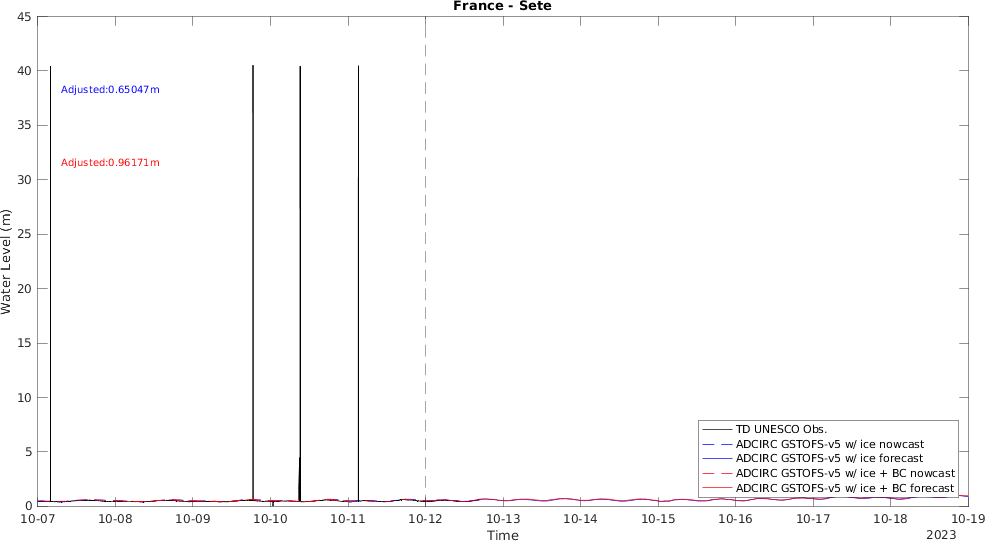 France - Sete
45
40
35
30
25
20
15
10
5
0
Water Level (m)
Adjusted:0.65047m
Adjusted:0.96171m
TD UNESCO Obs.
ADCIRC GSTOFS-v5 w/ ice nowcast
ADCIRC GSTOFS-v5 w/ ice forecast
ADCIRC GSTOFS-v5 w/ ice + BC nowcast
ADCIRC GSTOFS-v5 w/ ice + BC forecast
10-07 10-08 10-09 10-10 10-11 10-12 10-13 10-14 10-15 10-16 10-17 10-18 10-19
Time
2023